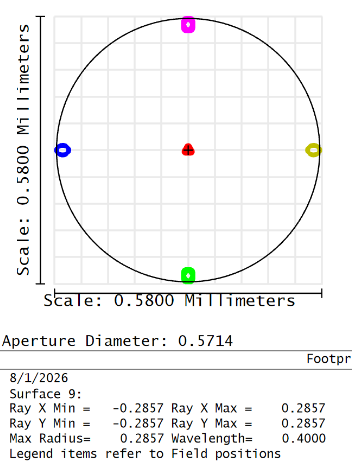 Scale: 0.5800 Millimeters
Scale: 0.5800 Millimeters
Aperture Diameter: 0.5714
Footpr
8/1/2026
Surface 9:
Ray X Min = -0.2857 Ray X Max = 0.2857
Ray Y Min = -0.2857 Ray Y Max = 0.2857
Max Radius= 0.2857 Wavelength= 0.4000
Legend items refer to Field positions